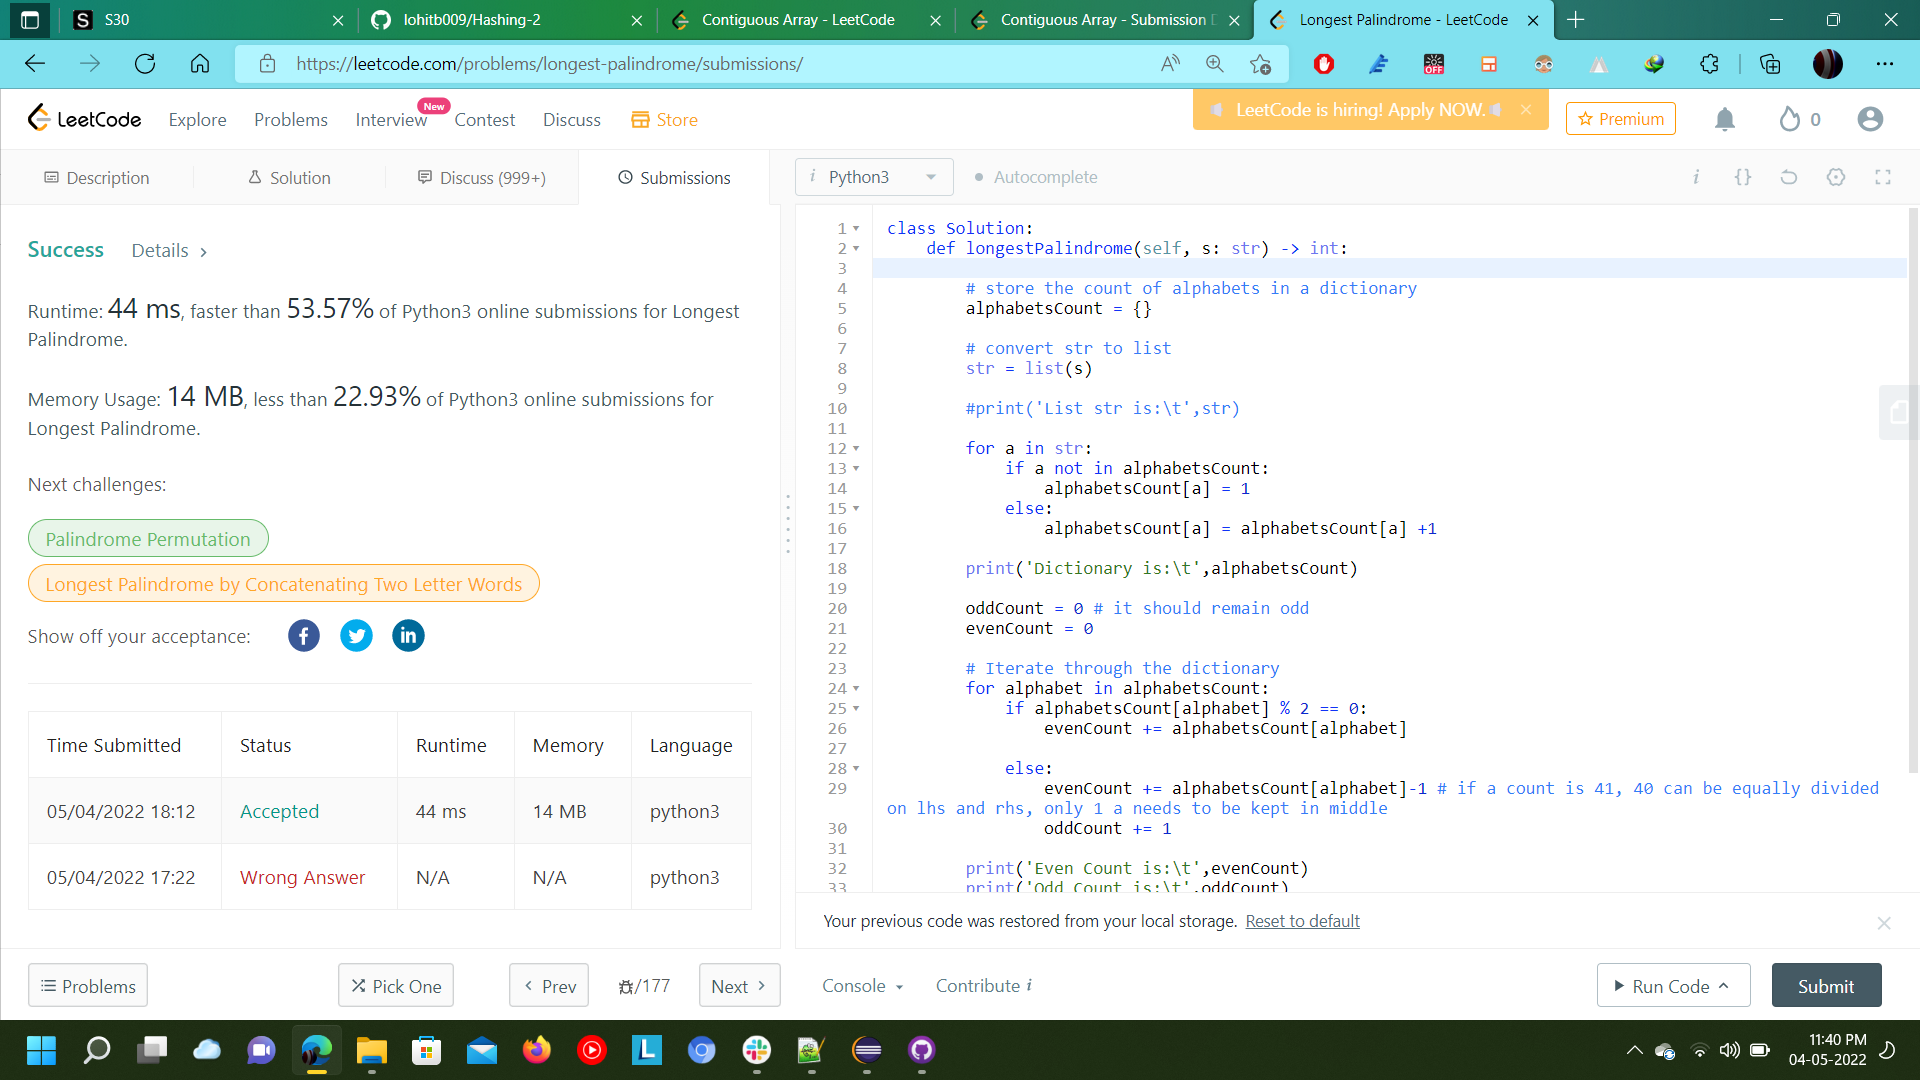 S30
lohitb009/Hashing-2
Contiguous Array - LeetCode
Contiguous Array - Submission
Longest Palindrome - LeetCode
https://leetcode.com/problems/longest-palindrome/submissions/
OFF
LeetCode
Explore
Problems
Interview
New
Contest
Discuss
Store
LeetCode is hiring! Apply NOW.
Premium
0
Description
Solution
Discuss (999+)
Submissions
Python3
Autocomplete
Success
Details
Runtime: 44 ms, faster than 53.57% of Python3 online submissions for Longest
Palindrome.
Memory Usage: 14 MB, less than 22.93% of Python3 online submissions for
Longest Palindrome.
Next challenges:
Palindrome Permutation
Longest Palindrome by Concatenating Two Letter Words
Show off your acceptance:
Time Submitted Status Runtime Memory Language
05/04/2022 18:12 Accepted 44 ms 14 MB python3
05/04/2022 17:22 Wrong Answer N/A N/A python3
1 class Solution:
2 def longestPalindrome(self, s: str) -> int:
3
4 # store the count of alphabets in a dictionary
5 alphabetsCount = {}
6
7 # convert str to list
8 str = list(s)
9
10 #print('List str is:\t',str)
11
12 for a in str:
13 if a not in alphabetsCount:
14 alphabetsCount[a] = 1
15 else:
16 alphabetsCount[a] = alphabetsCount[a] +1
17
18 print('Dictionary is:\t',alphabetsCount)
19
20 oddCount = 0 # it should remain odd
21 evenCount = 0
22
23 # Iterate through the dictionary
24 for alphabet in alphabetsCount:
25 if alphabetsCount[alphabet] % 2 == 0:
26 evenCount += alphabetsCount[alphabet]
27
28 else:
29 evenCount += alphabetsCount[alphabet]-1 # if a count is 41, 40 can be equally divided
on lhs and rhs, only 1 a needs to be kept in middle
30 oddCount += 1
31
32 print('Even Count is:\t',evenCount)
33 print('Odd Count is:\t',oddCount)
Your previous code was restored from your local storage. Reset to default
Problems
Pick One
Prev
/177
Next
Console
Contribute i
Run Code
Submit
11:40 PM
04-05-2022